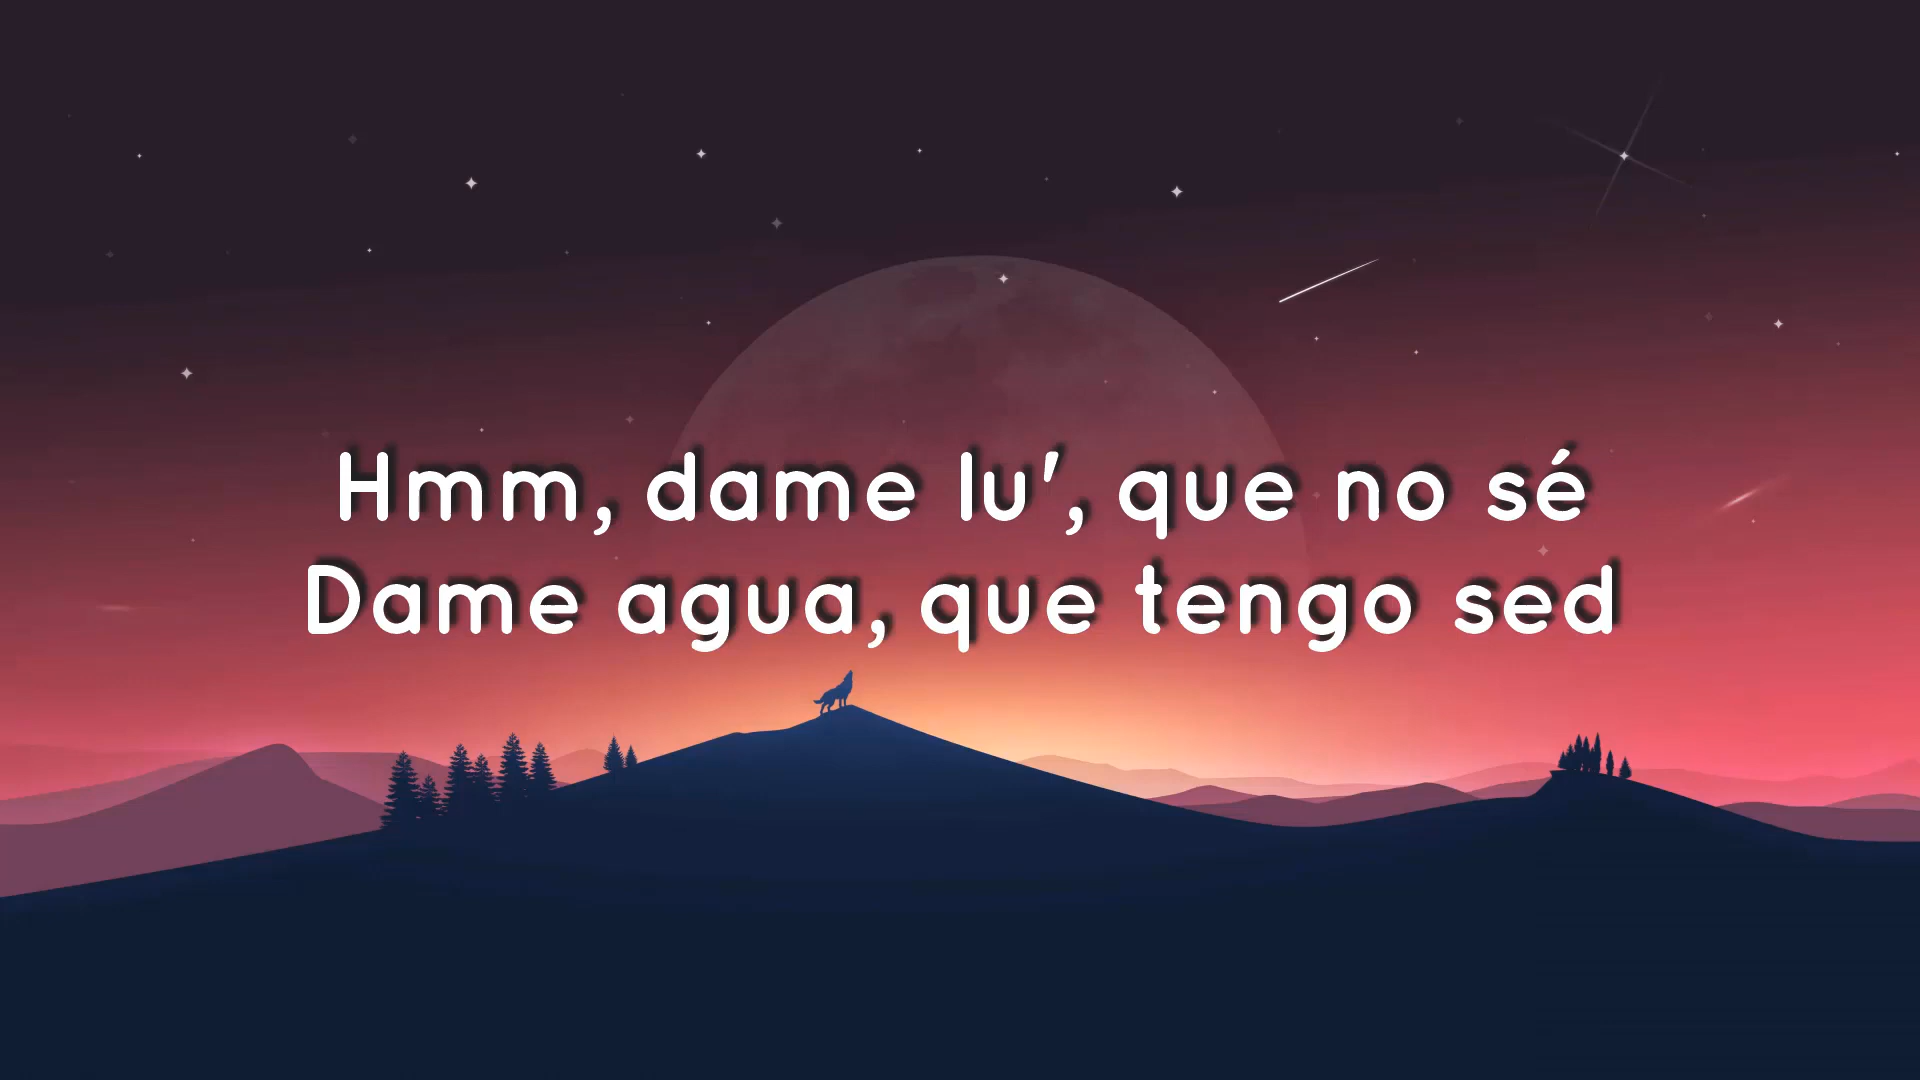 Hmm, dame lu', que no sé
Dame agua, que tengo sed